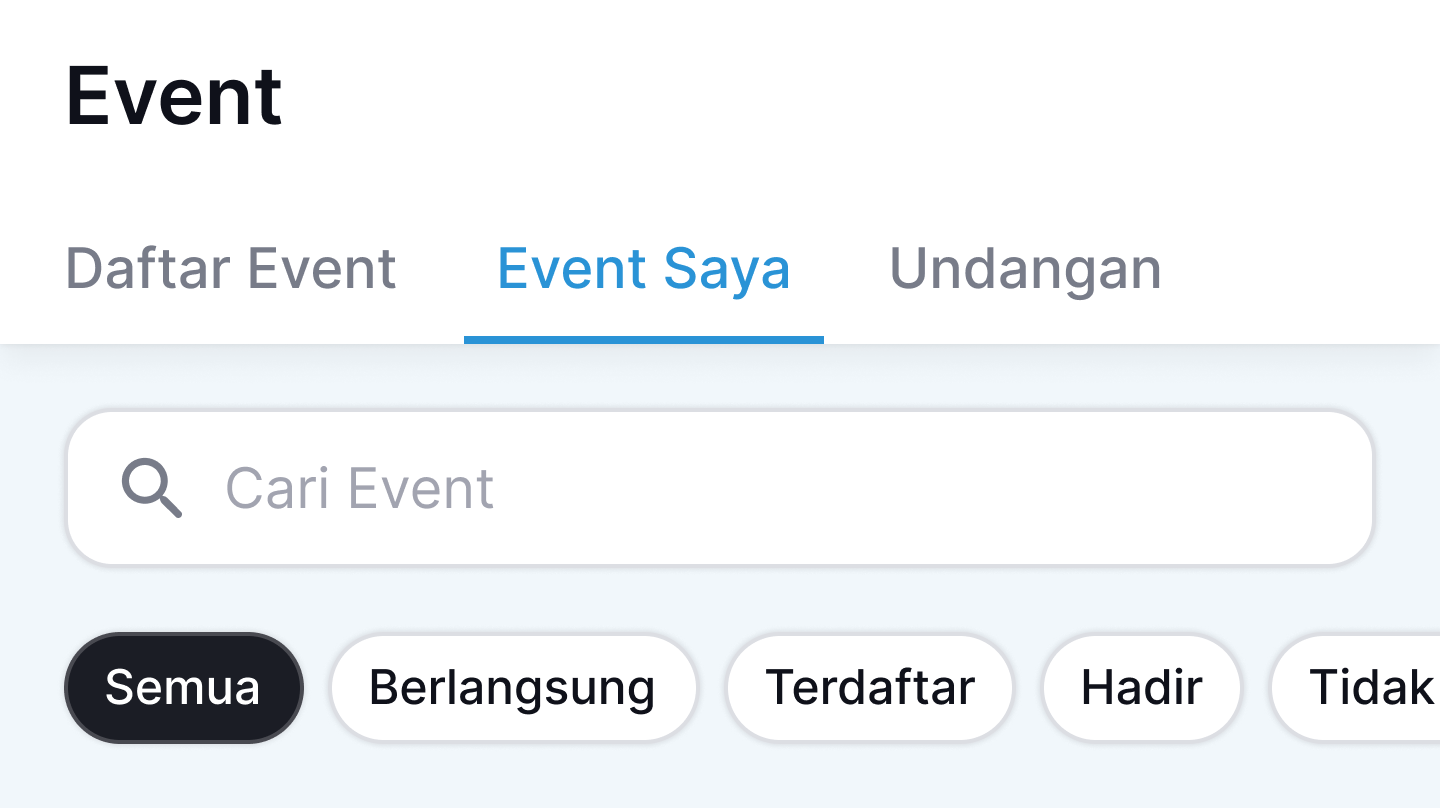 Event
Daftar Event Event Saya Undangan
Cari Event
Semua Berlangsung Terdaftar Hadir Tidak